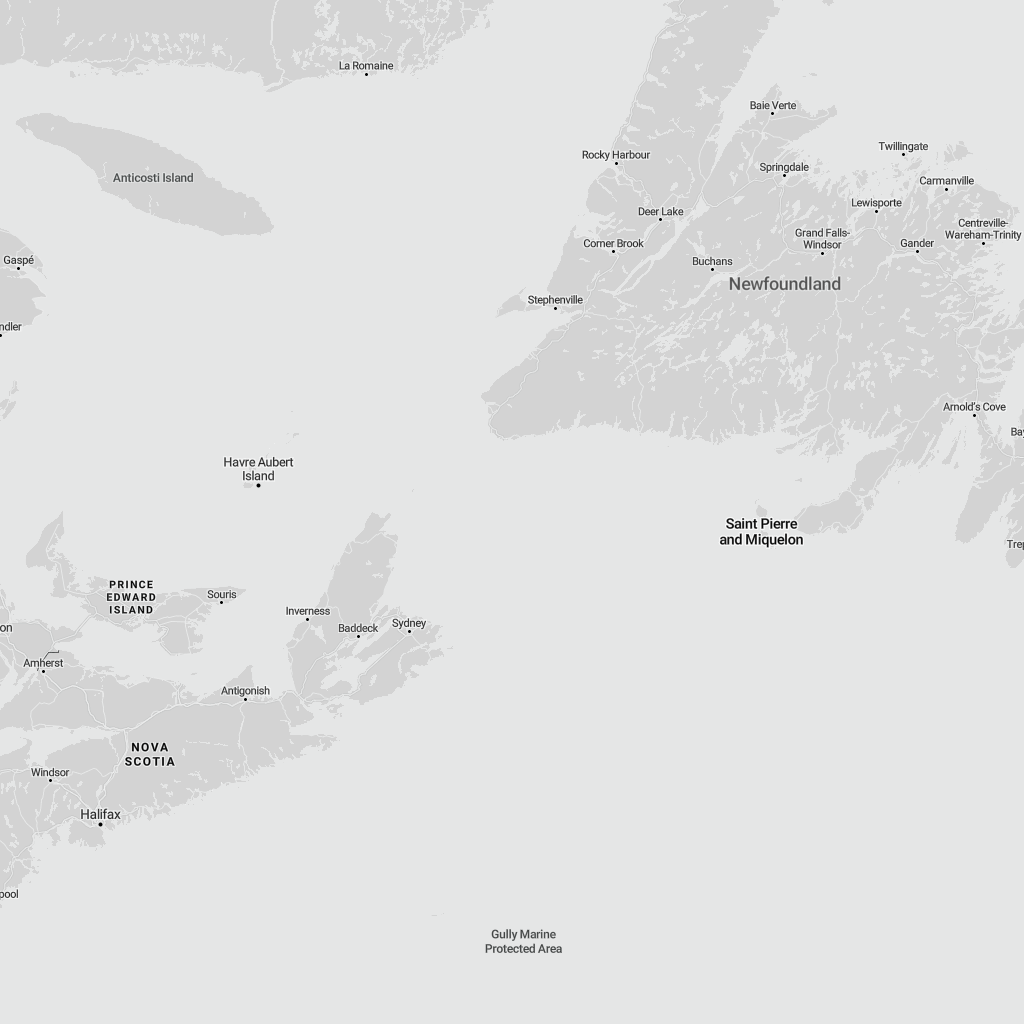 La Romaine
Baie Verte
Twillingate
Rocky Harbour
Springdale
Anticosti Island
Carmanville
Lewisporte
Deer Lake
Centreville-
Wareham-Trinity
Grand Falls-
Windsor
Corner Brook
Gander
Gaspé
Buchans
Newfoundland
Stephenville
ndler
Arnold's Cove
Bay
Havre Aubert
Island
Saint Pierre
and Miquelon
Trep
PRINCE
EDWARD
ISLAND
Souris
Inverness
Sydney
on
Baddeck
Amherst
Antigonish
NOVA
SCOTIA
Windsor
Halifax
pool
Gully Marine
Protected Area